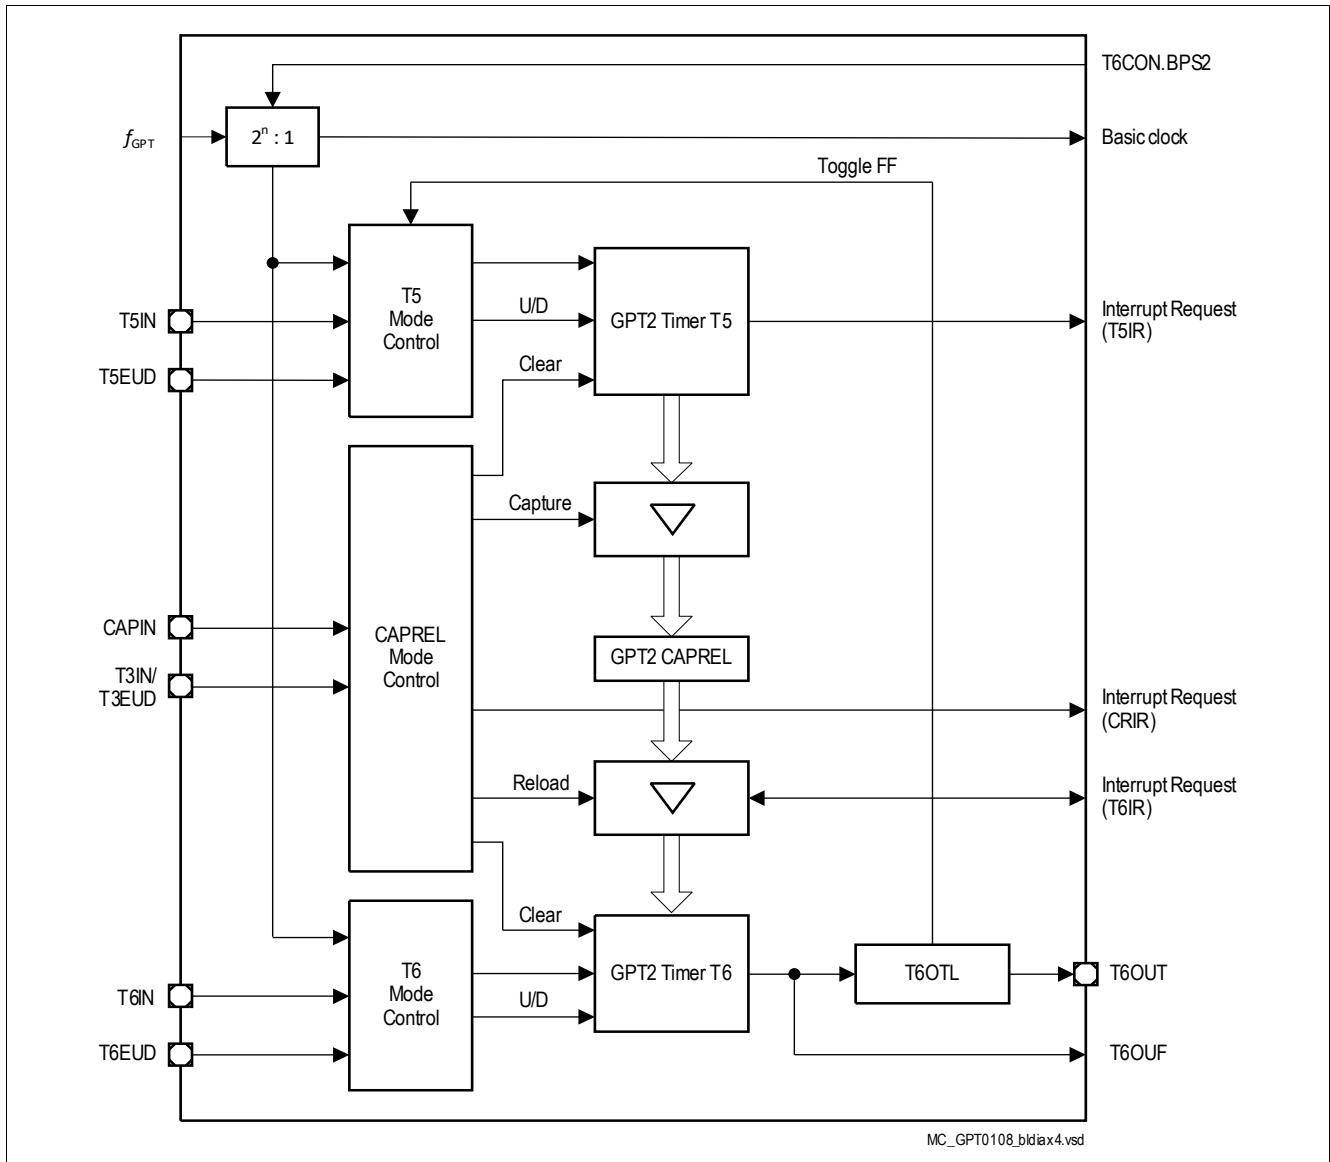 T6CON.BPS2
fGPT
2ⁿ : 1
Basic clock
Toggle FF
T5
Mode
Control
U/D
GPT2 Timer T5
Interrupt Request
(T5IR)
T5IN
T5EUD
Clear
Capture
CAPIN
CAPREL
Mode
Control
GPT2 CAPREL
T3IN/
T3EUD
Interrupt Request
(CRIR)
Reload
Interrupt Request
(T6IR)
Clear
T6
Mode
Control
GPT2 Timer T6
T6OTL
T6OUT
T6IN
U/D
T6EUD
T6OUF
MC_GPT0108_bldiax4.vsd